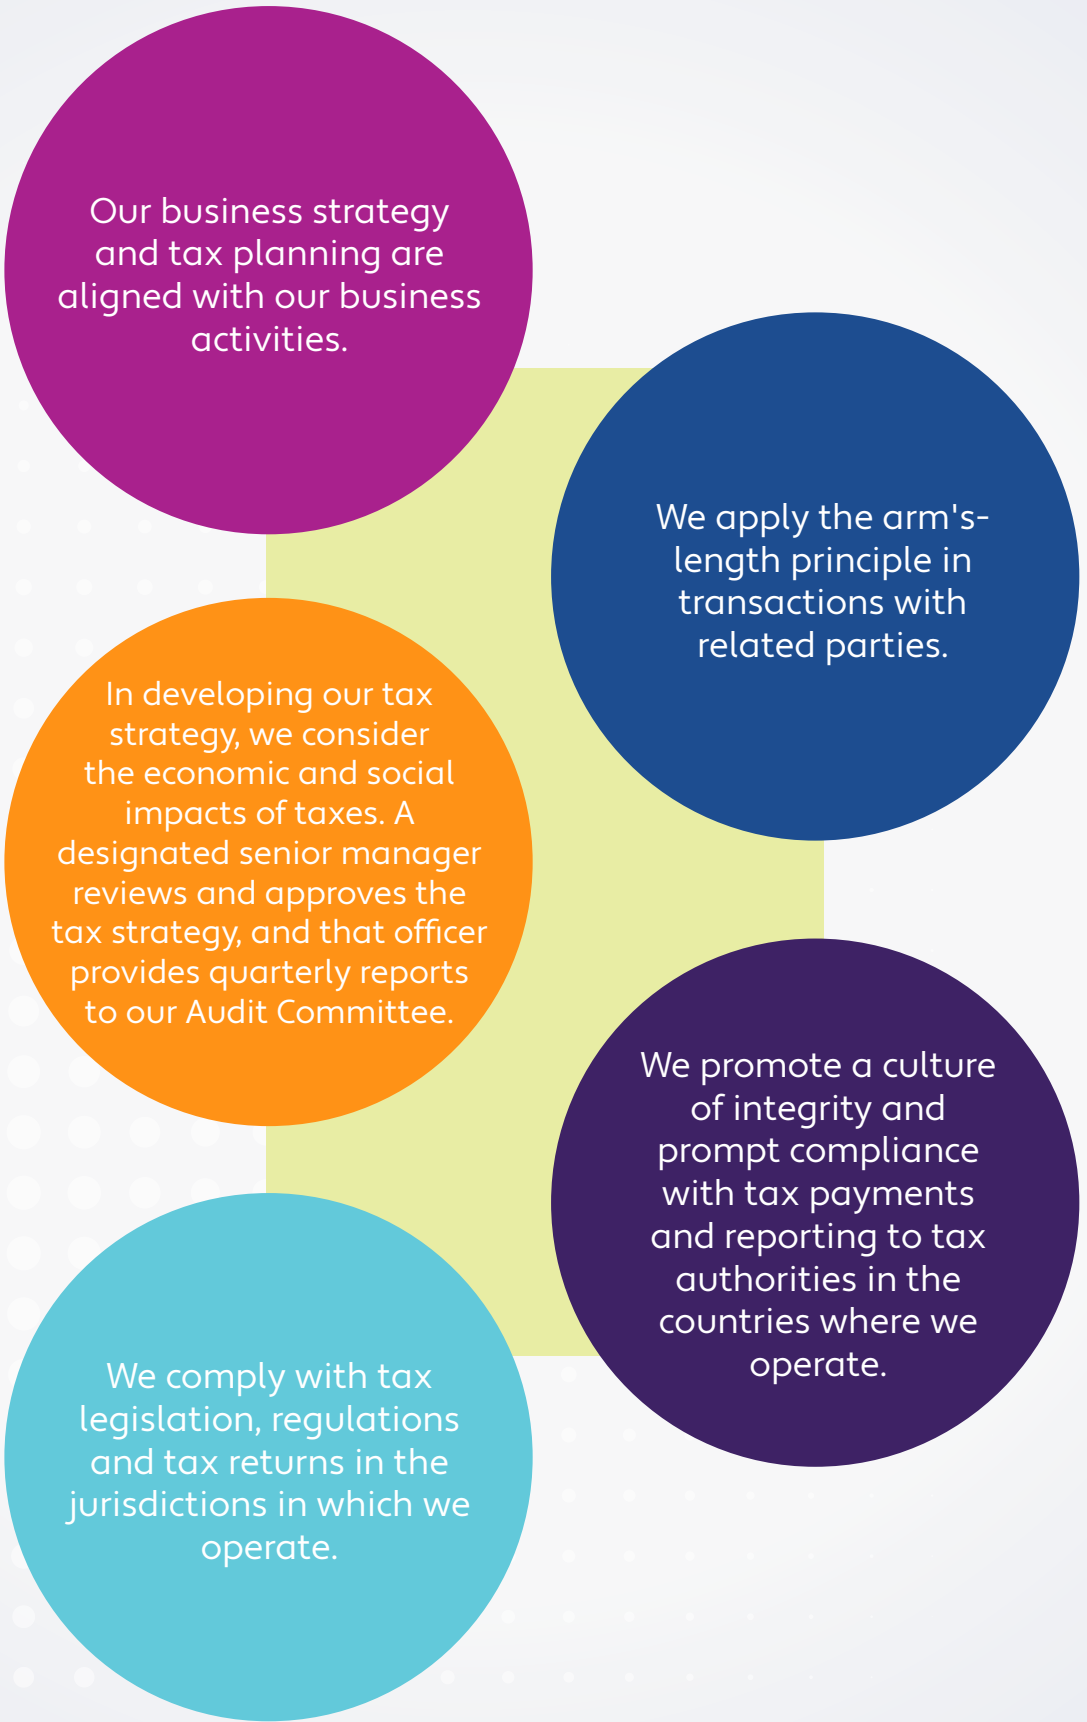 Our business strategy
and tax planning are
aligned with our business
activities.
We apply the arm's-
length principle in
transactions with
related parties.
In developing our tax
strategy, we consider
the economic and social
impacts of taxes. A
designated senior manager
reviews and approves the
tax strategy, and that officer
provides quarterly reports
to our Audit Committee.
We promote a culture
of integrity and
prompt compliance
with tax payments
and reporting to tax
authorities in the
countries where we
operate.
We comply with tax
legislation, regulations
and tax returns in the
jurisdictions in which we
operate.